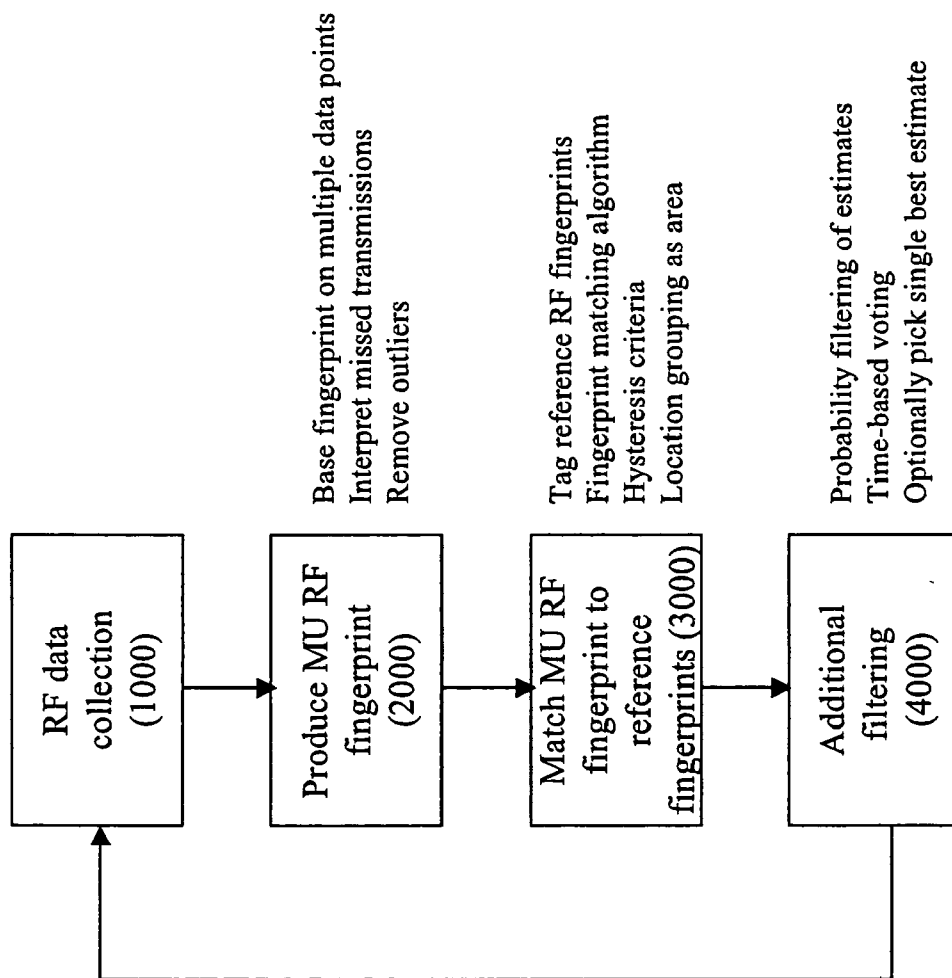 RF data
collection
(1000)
Produce MU RF
fingerprint
(2000)
Base fingerprint on multiple data points
Interpret missed transmissions
Remove outliers
Match MU RF
fingerprint to
reference
fingerprints (3000)
Tag reference RF fingerprints
Fingerprint matching algorithm
Hysteresis criteria
Location grouping as area
Additional
filtering
(4000)
Probability filtering of estimates
Time-based voting
Optionally pick single best estimate